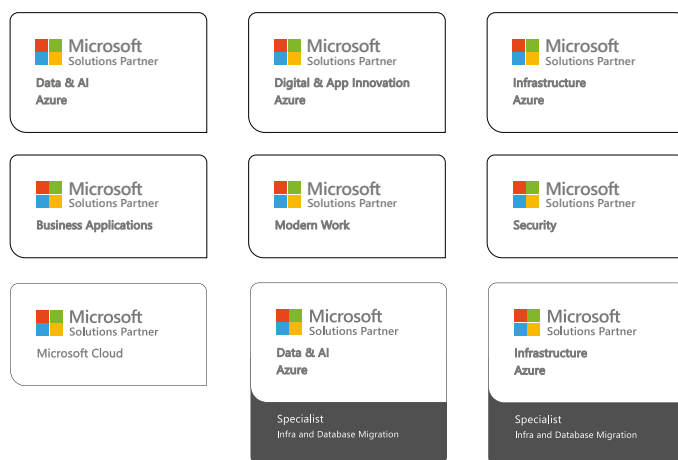 Microsoft
Solutions Partner
Data & AI
Azure
Microsoft
Solutions Partner
Digital & App Innovation
Azure
Microsoft
Solutions Partner
Infrastructure
Azure
Microsoft
Solutions Partner
Business Applications
Microsoft
Solutions Partner
Modern Work
Microsoft
Solutions Partner
Security
Microsoft
Solutions Partner
Microsoft Cloud
Microsoft
Solutions Partner
Data & AI
Azure
Specialist
Infra and Database Migration
Microsoft
Solutions Partner
Infrastructure
Azure
Specialist
Infra and Database Migration